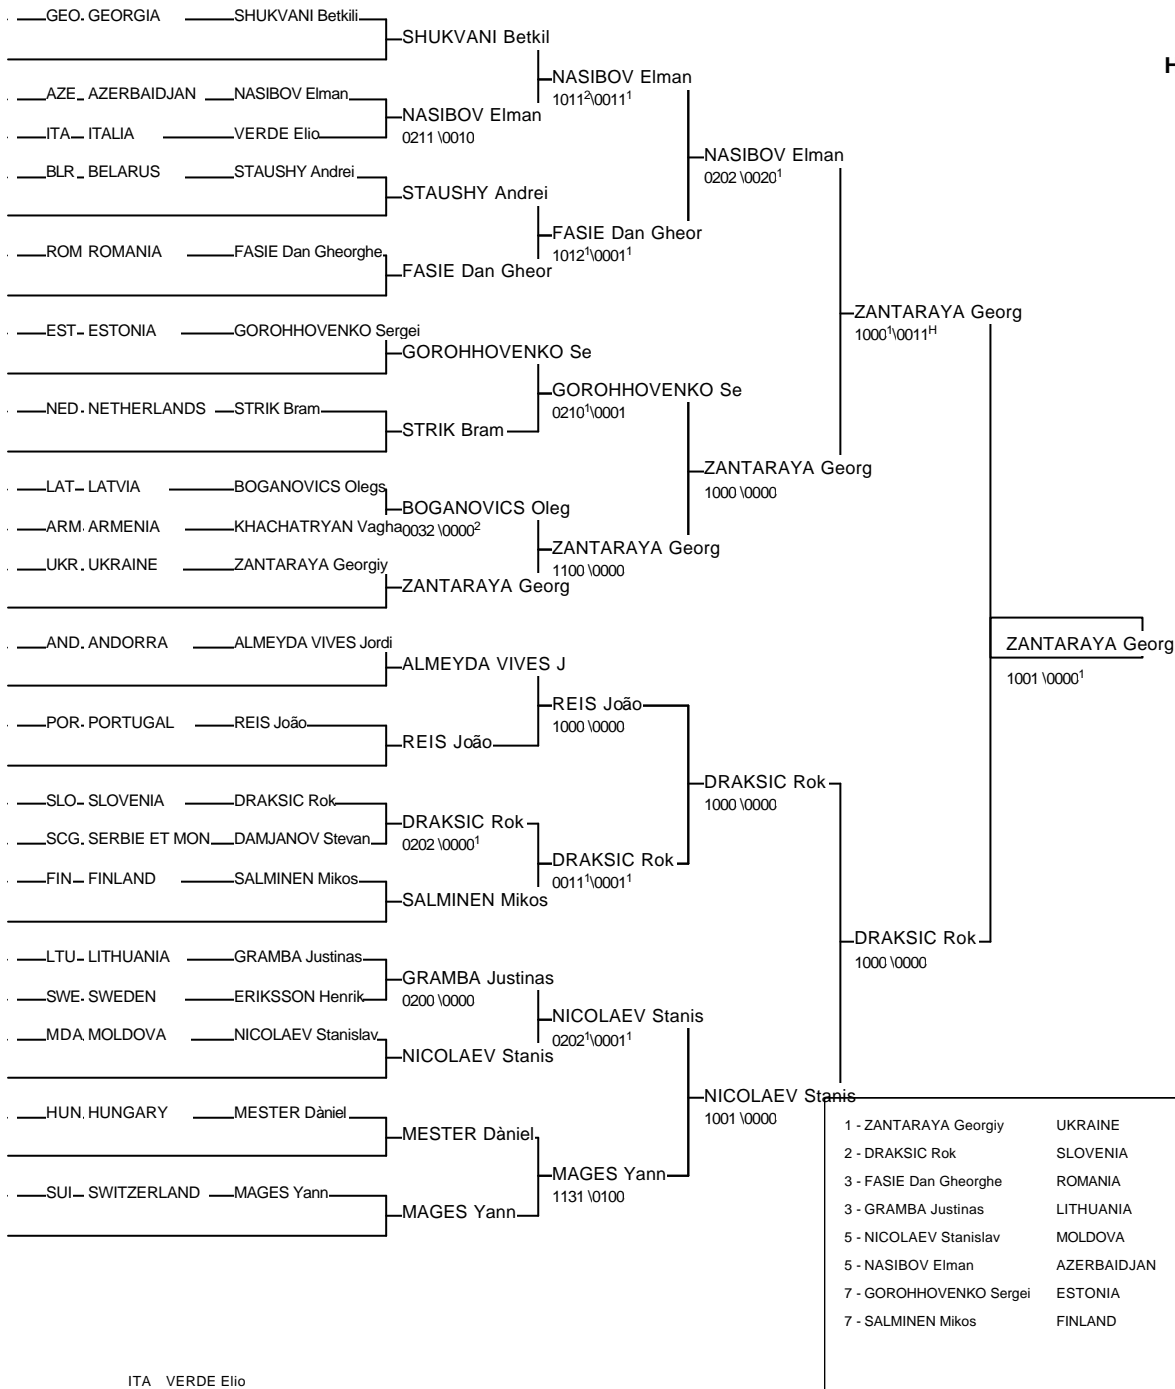 GEO. GEORGIA SHUKVANI Betkili
SHUKVANI Betkil
H
AZE AZERBAIDJAN NASIBOV Elman
NASIBOV Elman
1011²\0011¹
NASIBOV Elman
0211 \0010
ITA ITALIA VERDE Elio
NASIBOV Elman
0202 \0020¹
BLR BELARUS STAUSHY Andrei
STAUSHY Andrei
FASIE Dan Gheor
1012¹\0001¹
ROM ROMANIA FASIE Dan Gheorghe
FASIE Dan Gheor
ZANTARAYA Georg
1000¹\0011ᴴ
EST ESTONIA GOROHHOVENKO Sergei
GOROHHOVENKO Se
GOROHHOVENKO Se
0210¹\0001
NED. NETHERLANDS STRIK Bram
STRIK Bram
ZANTARAYA Georg
1000 \0000
LAT LATVIA BOGANOVICS Olegs
BOGANOVICS Oleg
0032 \0000²
ARM ARMENIA KHACHATRYAN Vagha
ZANTARAYA Georg
1100 \0000
UKR. UKRAINE ZANTARAYA Georgiy
ZANTARAYA Georg
ZANTARAYA Georg
1001 \0000¹
AND. ANDORRA ALMEYDA VIVES Jordi
ALMEYDA VIVES J
REIS João
1000 \0000
POR. PORTUGAL REIS João
REIS João
DRAKSIC Rok
1000 \0000
SLO SLOVENIA DRAKSIC Rok
DRAKSIC Rok
0202 \0000¹
SCG. SERBIE ET MON DAMJANOV Stevan
DRAKSIC Rok
0011¹\0001¹
FIN FINLAND SALMINEN Mikos
SALMINEN Mikos
DRAKSIC Rok
1000 \0000
LTU LITHUANIA GRAMBA Justinas
GRAMBA Justinas
0200 \0000
SWE. SWEDEN ERIKSSON Henrik
NICOLAEV Stanis
0202¹\0001¹
MDA MOLDOVA NICOLAEV Stanislav
NICOLAEV Stanis
NICOLAEV Stanis
1001 \0000
HUN HUNGARY MESTER Dàniel
MESTER Dàniel
MAGES Yann
1131 \0100
SUI SWITZERLAND MAGES Yann
MAGES Yann
1 - ZANTARAYA Georgiy UKRAINE
2 - DRAKSIC Rok SLOVENIA
3 - FASIE Dan Gheorghe ROMANIA
3 - GRAMBA Justinas LITHUANIA
5 - NICOLAEV Stanislav MOLDOVA
5 - NASIBOV Elman AZERBAIDJAN
7 - GOROHHOVENKO Sergei ESTONIA
7 - SALMINEN Mikos FINLAND
ITA VERDE Elio